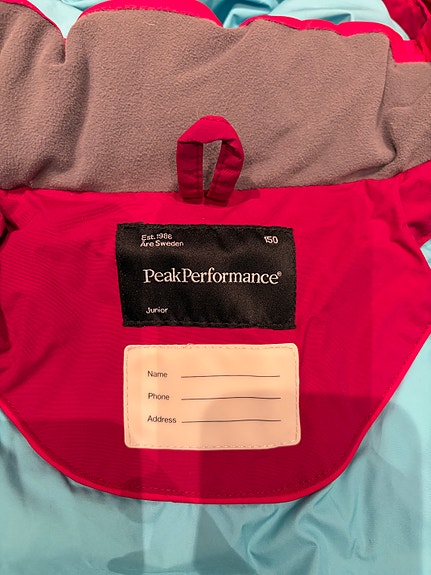 Est. 1986
Åre Sweden
150
PeakPerformance®
Junior
Name
Phone
Address